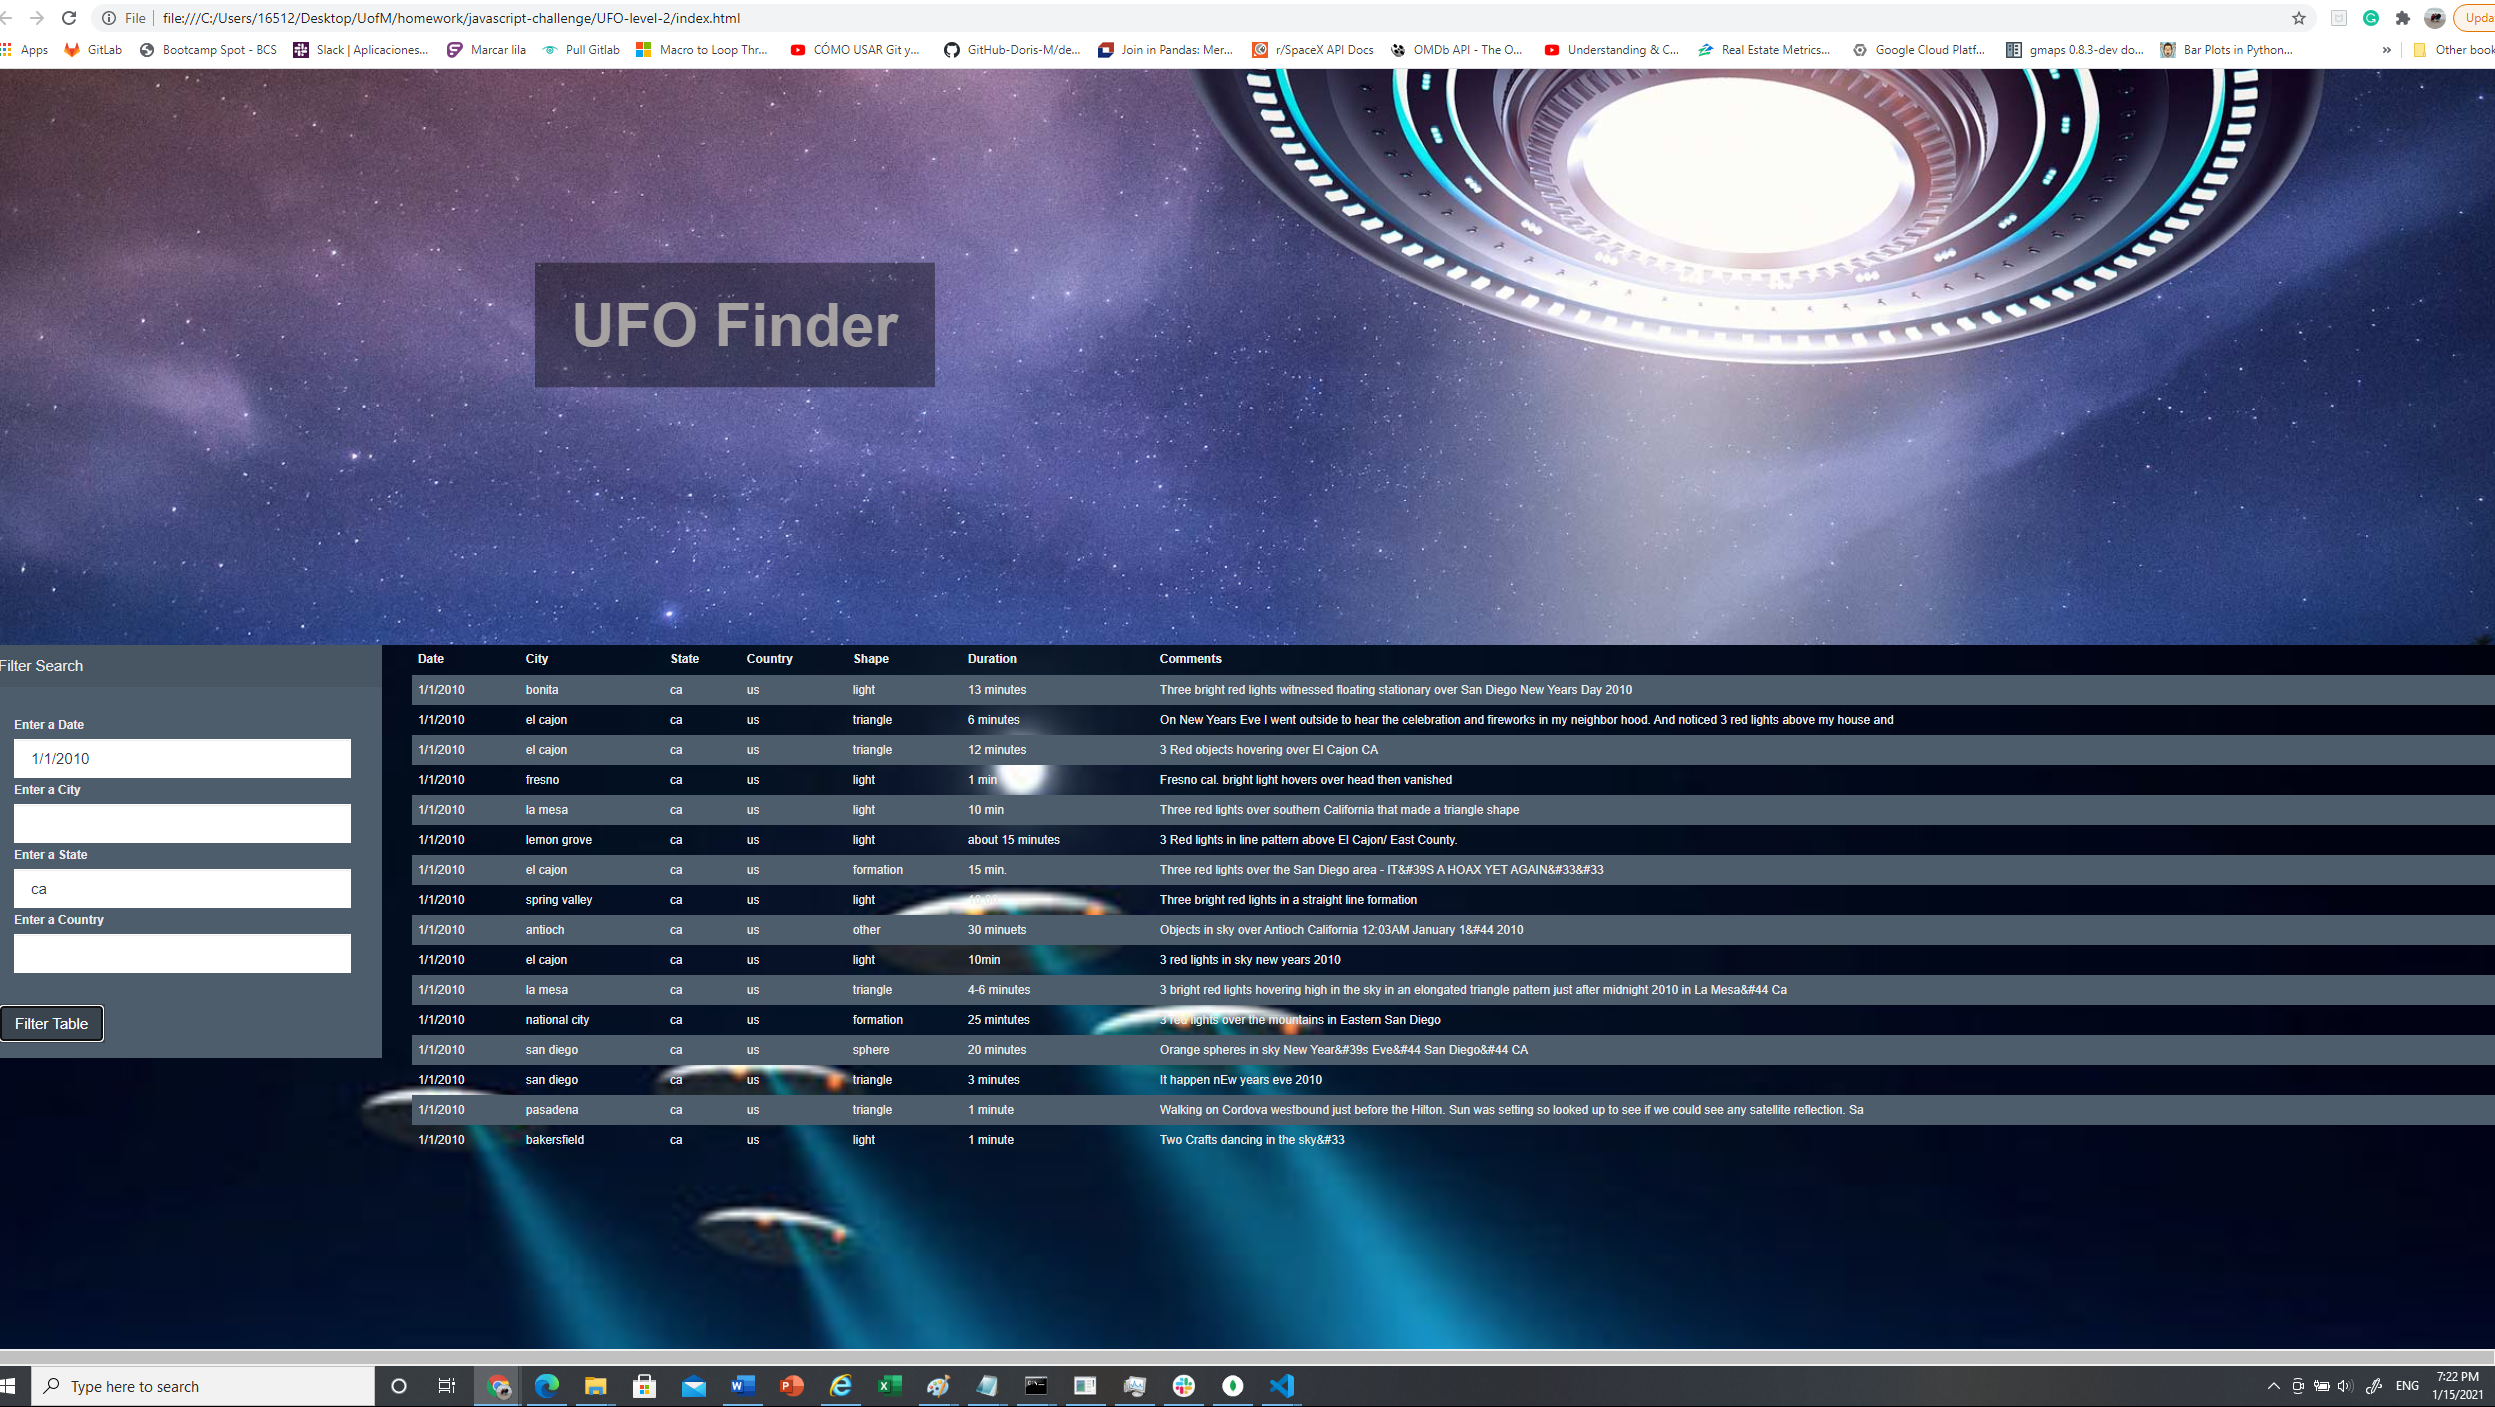 File file:///C:/Users/16512/Desktop/UofM/homework/javascript-challenge/UFO-level-2/index.html
Apps GitLab Bootcamp Spot - BCS Slack | Aplicaciones... Marcar lila Pull Gitlab Macro to Loop Thr... CÓMO USAR Git y... GitHub-Doris-M/de... Join in Pandas: Mer... r/SpaceX API Docs OMDb API - The O... Understanding & C... Real Estate Metrics... Google Cloud Platf... gmaps 0.8.3-dev do... Bar Plots in Python... » Other book
UFO Finder
Filter Search
Enter a Date
1/1/2010
Enter a City
Enter a State
ca
Enter a Country
Filter Table
Date City State Country Shape Duration Comments
1/1/2010 bonita ca us light 13 minutes Three bright red lights witnessed floating stationary over San Diego New Years Day 2010
1/1/2010 el cajon ca us triangle 6 minutes On New Years Eve I went outside to hear the celebration and fireworks in my neighbor hood. And noticed 3 red lights above my house and
1/1/2010 el cajon ca us triangle 12 minutes 3 Red objects hovering over El Cajon CA
1/1/2010 fresno ca us light 1 min Fresno cal. bright light hovers over head then vanished
1/1/2010 la mesa ca us light 10 min Three red lights over southern California that made a triangle shape
1/1/2010 lemon grove ca us light about 15 minutes 3 Red lights in line pattern above El Cajon/ East County.
1/1/2010 el cajon ca us formation 15 min. Three red lights over the San Diego area - IT&#39S A HOAX YET AGAIN&#33&#33
1/1/2010 spring valley ca us light Three bright red lights in a straight line formation
1/1/2010 antioch ca us other 30 minuets Objects in sky over Antioch California 12:03AM January 1&#44 2010
1/1/2010 el cajon ca us light 10min 3 red lights in sky new years 2010
1/1/2010 la mesa ca us triangle 4-6 minutes 3 bright red lights hovering high in the sky in an elongated triangle pattern just after midnight 2010 in La Mesa&#44 Ca
1/1/2010 national city ca us formation 25 mintutes 3 red lights over the mountains in Eastern San Diego
1/1/2010 san diego ca us sphere 20 minutes Orange spheres in sky New Year&#39s Eve&#44 San Diego&#44 CA
1/1/2010 san diego ca us triangle 3 minutes It happen nEw years eve 2010
1/1/2010 pasadena ca us triangle 1 minute Walking on Cordova westbound just before the Hilton. Sun was setting so looked up to see if we could see any satellite reflection. Sa
1/1/2010 bakersfield ca us light 1 minute Two Crafts dancing in the sky&#33
Type here to search
ENG
7:22 PM
1/15/2021